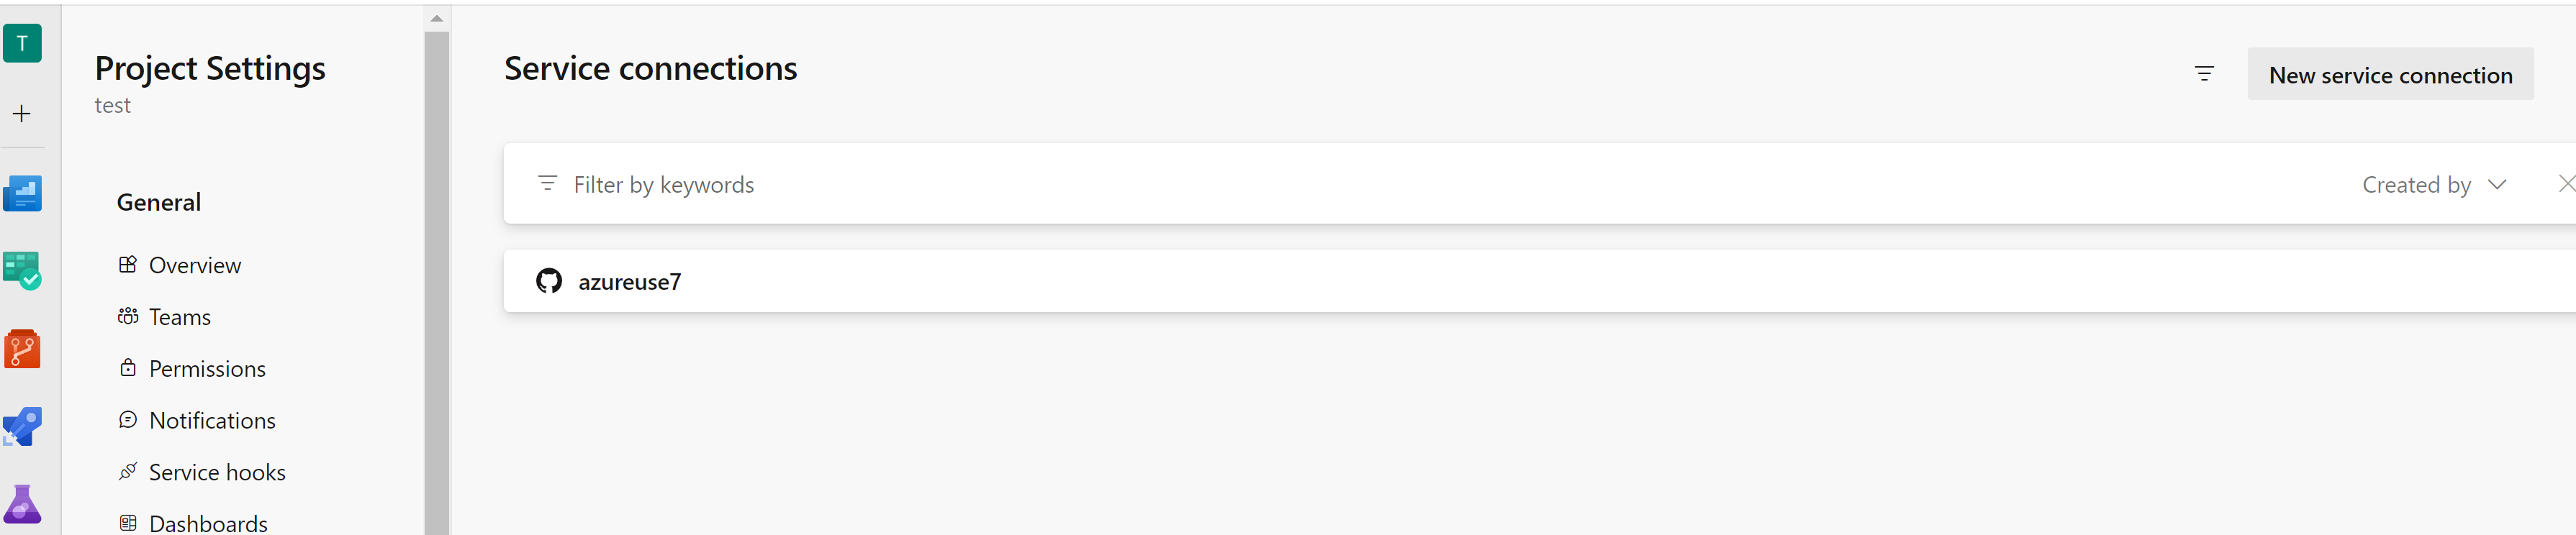 T
Project Settings
test
General
Overview
Teams
Permissions
Notifications
Service hooks
Dashboards
Service connections
New service connection
Filter by keywords
Created by
azureuse7